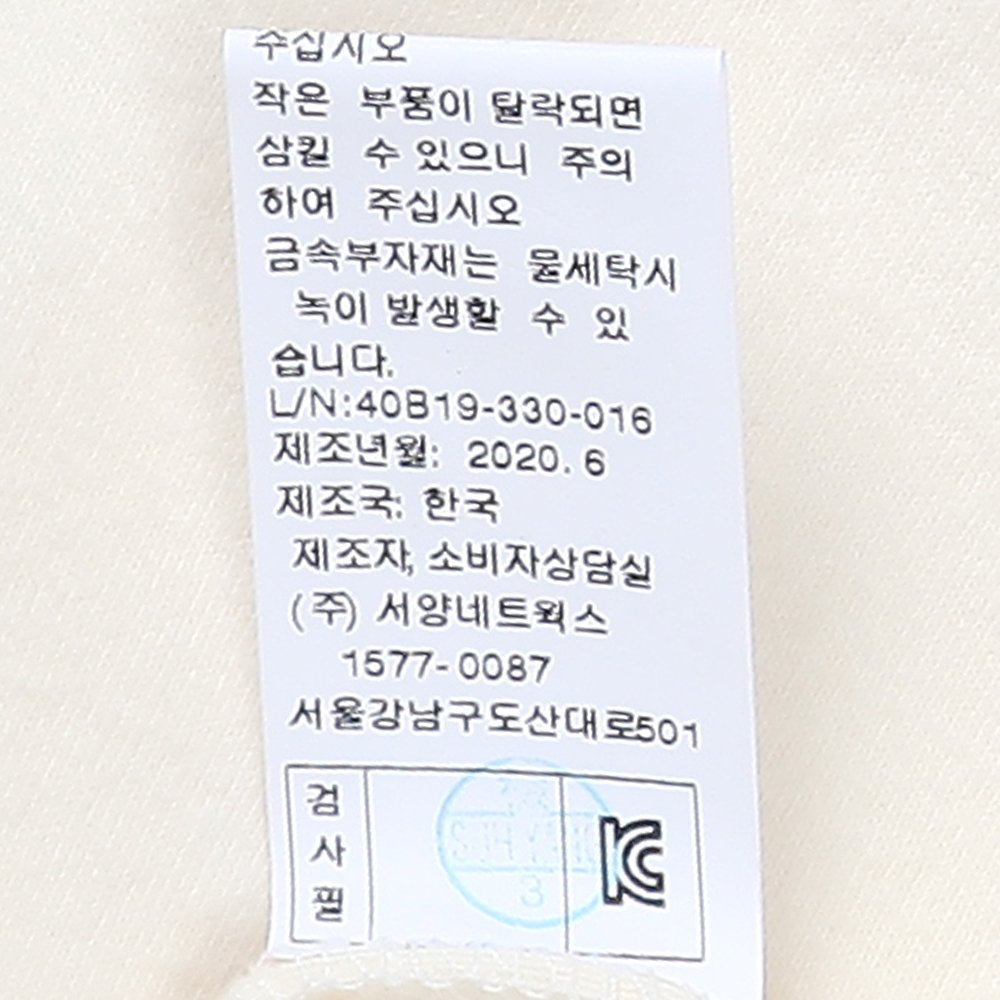 주십시오
작은 부품이 탈락되면
삼킬 수 있으니 주의
하여 주십시오
금속부자재는 물세탁시
녹이 발생할 수 있
습니다.
L/N:40B19-330-016
제조년월: 2020.6
제조국: 한국
제조자, 소비자상담실
(주) 서양네트웍스
1577-0087
서울강남구도산대로501
검
사
필
3
KC